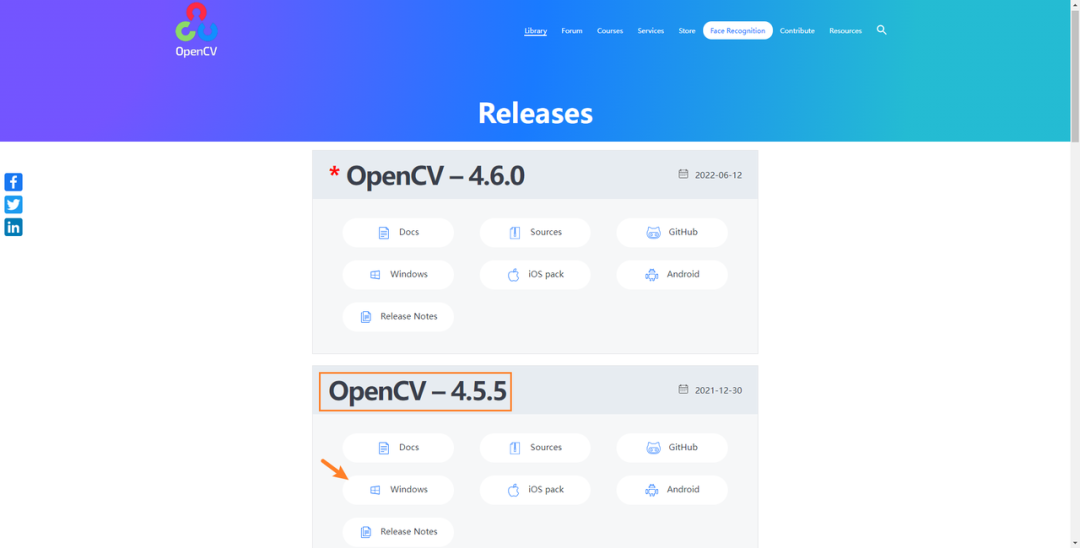 OpenCV
Library Forum Courses Services Store Face Recognition Contribute Resources
Releases
* OpenCV – 4.6.0
2022-06-12
Docs Sources GitHub
Windows iOS pack Android
Release Notes
OpenCV – 4.5.5
2021-12-30
Docs Sources GitHub
Windows iOS pack Android
Release Notes